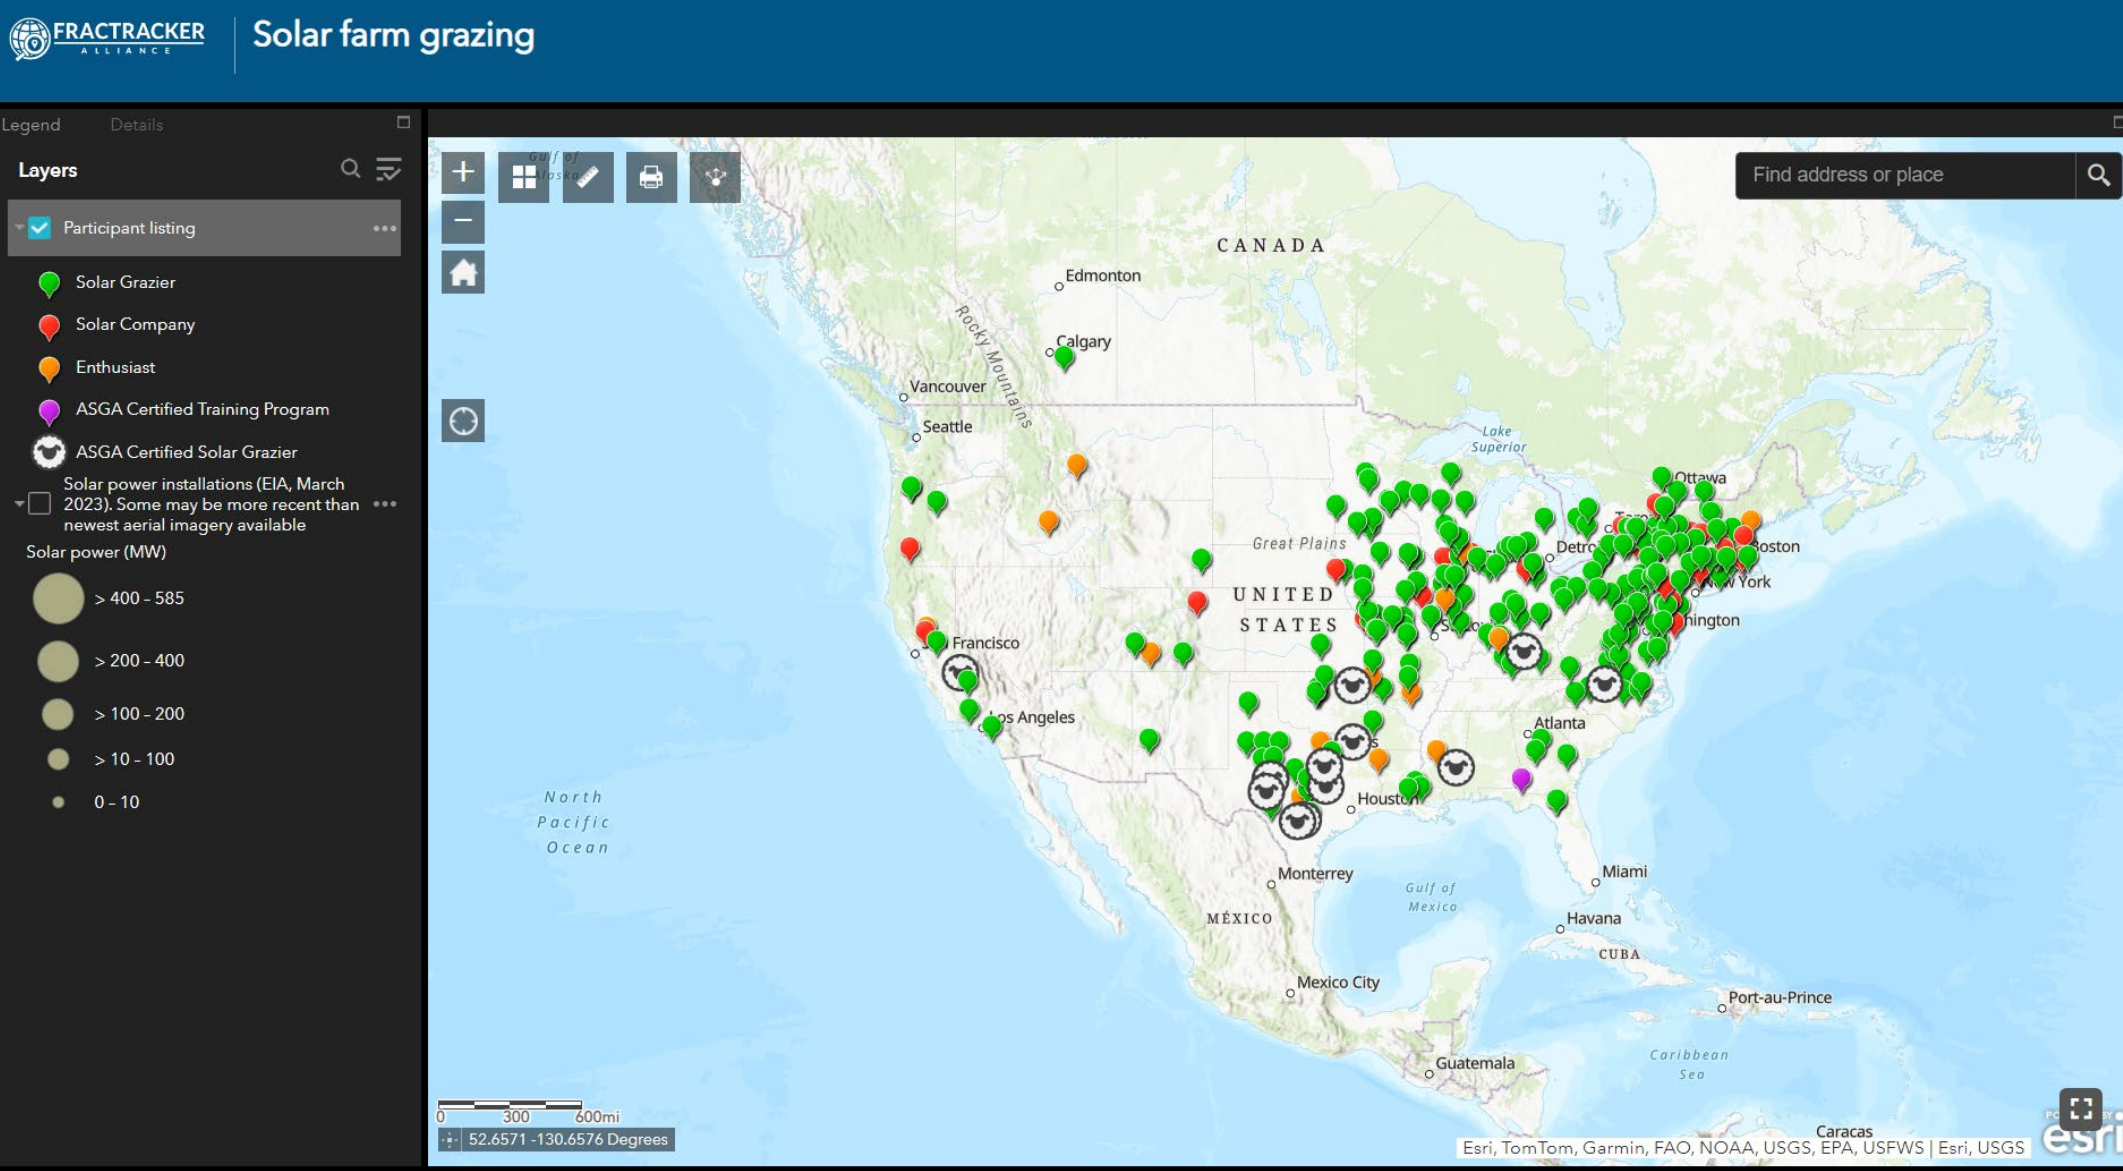 FRACTRACKER
ALLIANCE
Solar farm grazing
Legend
Details
Layers
Participant listing
Solar Grazier
Solar Company
Enthusiast
ASGA Certified Training Program
ASGA Certified Solar Grazier
Solar power installations (EIA, March
2023). Some may be more recent than
newest aerial imagery available
Solar power (MW)
> 400 - 585
> 200 - 400
> 100 - 200
> 10 - 100
0 - 10
Gulf of
Find address or place
CANADA
Edmonton
Rocky Mountains
Calgary
Vancouver
Seattle
Lake
Superior
Ottawa
Great Plains
Detro
Boston
York
UNITED
STATES
hington
Francisco
os Angeles
Atlanta
North
Pacific
Ocean
Houston
Monterrey
Miami
Gulf of
Mexico
MÉXICO
Havana
CUBA
Mexico City
Port-au-Prince
Caribbean
Sea
Guatemala
Caracas
0 300 600mi
52.6571 -130.6576 Degrees
Esri, TomTom, Garmin, FAO, NOAA, USGS, EPA, USFWS | Esri, USGS
esri